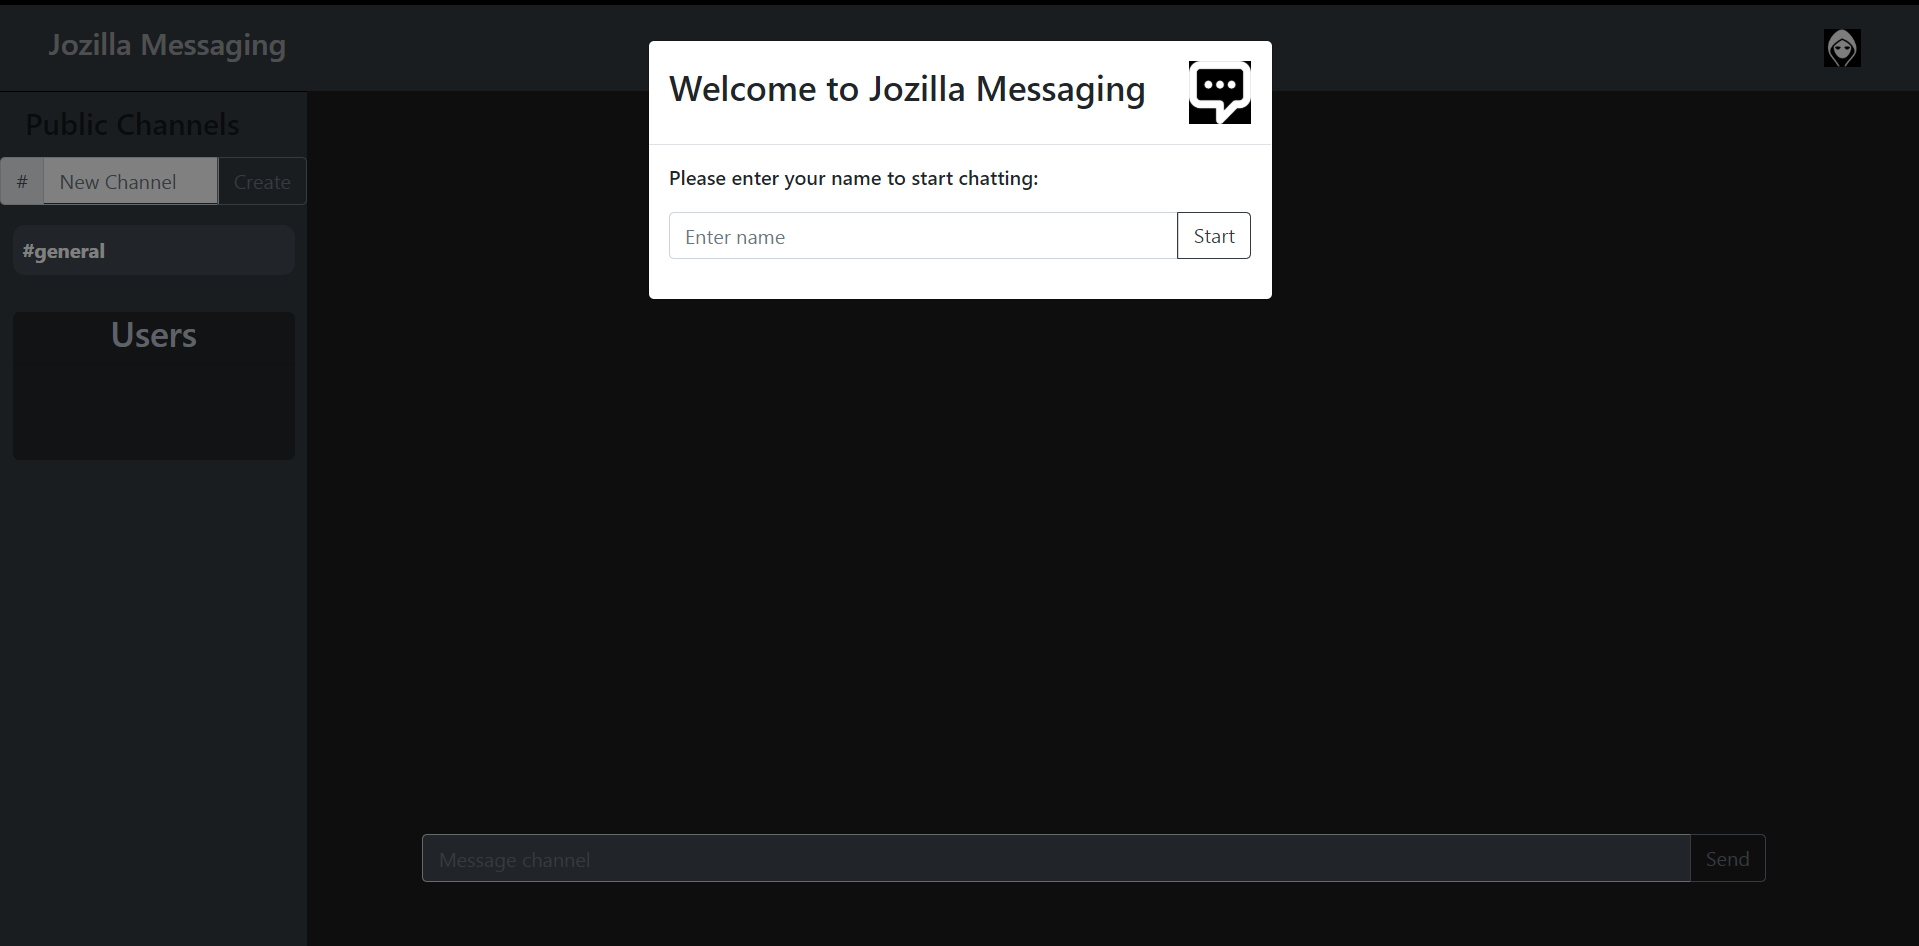 Jozilla Messaging
Welcome to Jozilla Messaging
Please enter your name to start chatting:
Enter name
Start
Public Channels
#
New Channel
Create
#general
Users
Message channel
Send